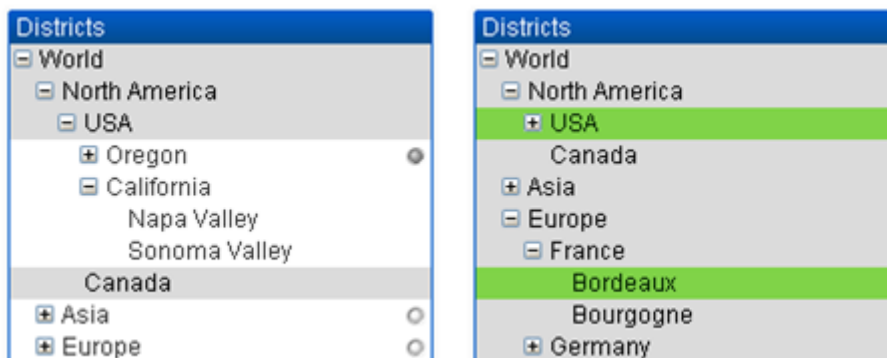 Districts
World
North America
USA
Oregon
California
Napa Valley
Sonoma Valley
Canada
Asia
Europe
Districts
World
North America
USA
Canada
Asia
Europe
France
Bordeaux
Bourgogne
Germany